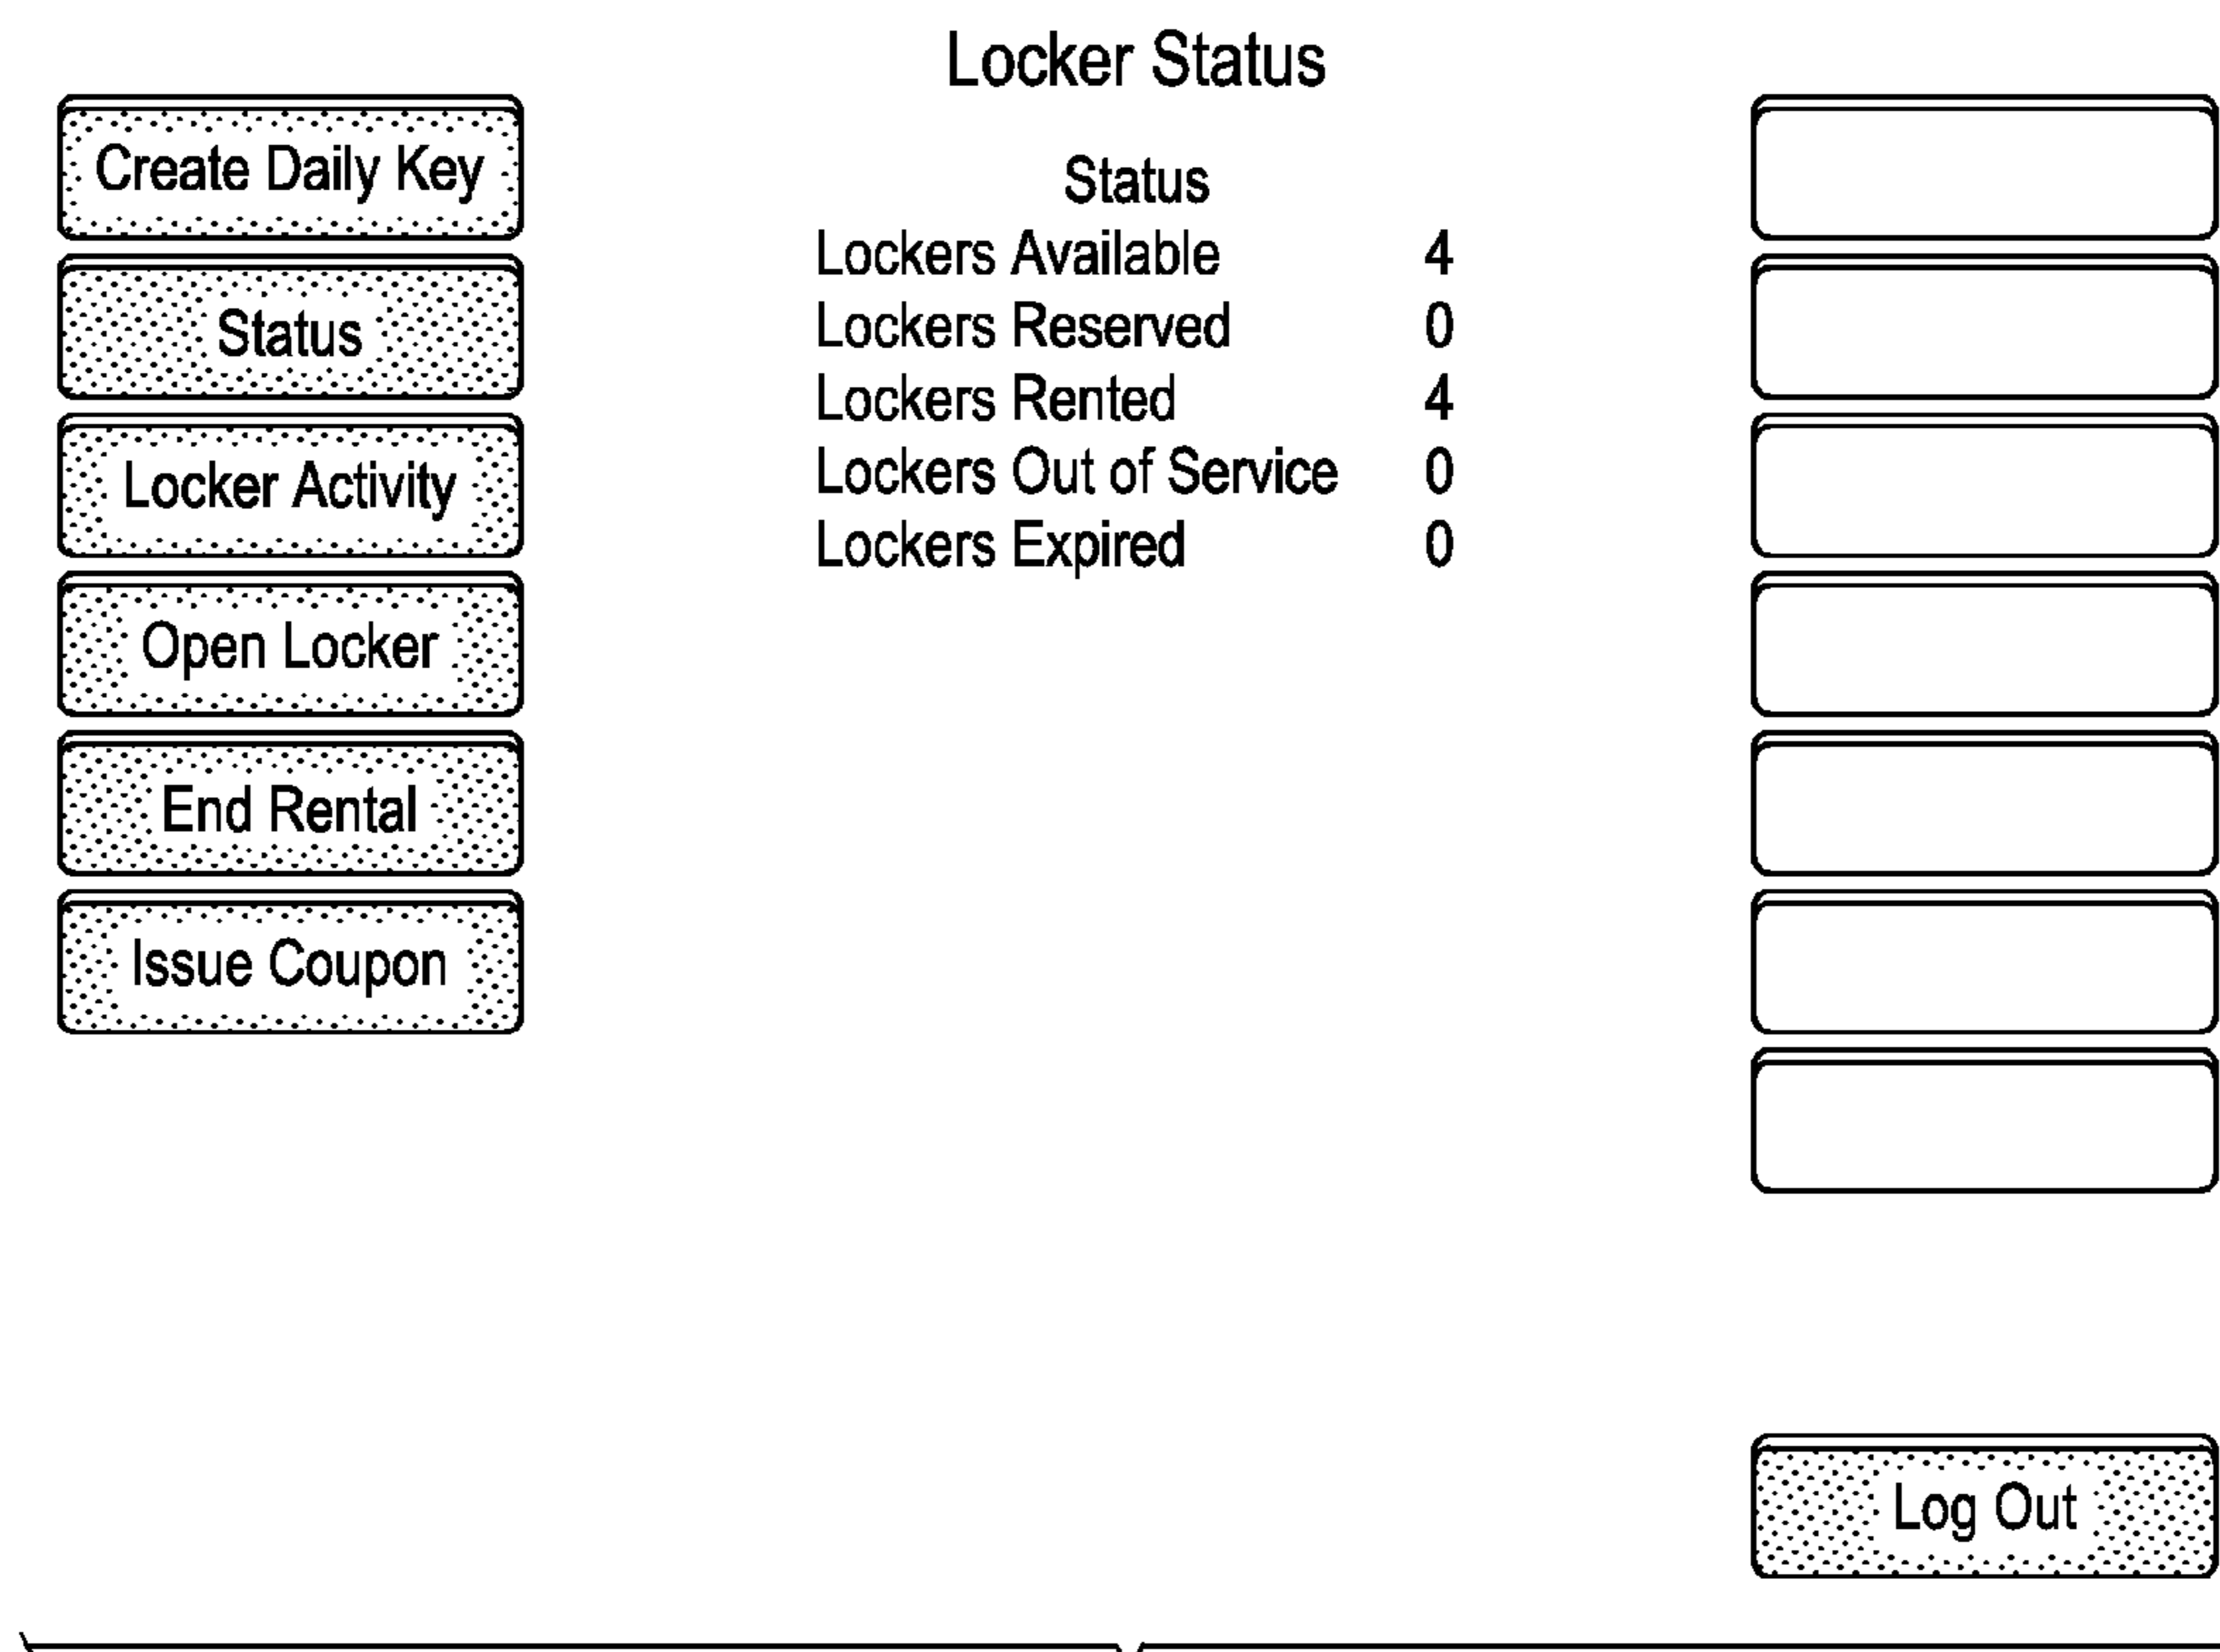 Locker Status
Create Daily Key
Status
Locker Activity
Open Locker
End Rental
Issue Coupon
Status
Lockers Available 4
Lockers Reserved 0
Lockers Rented 4
Lockers Out of Service 0
Lockers Expired 0
Log Out